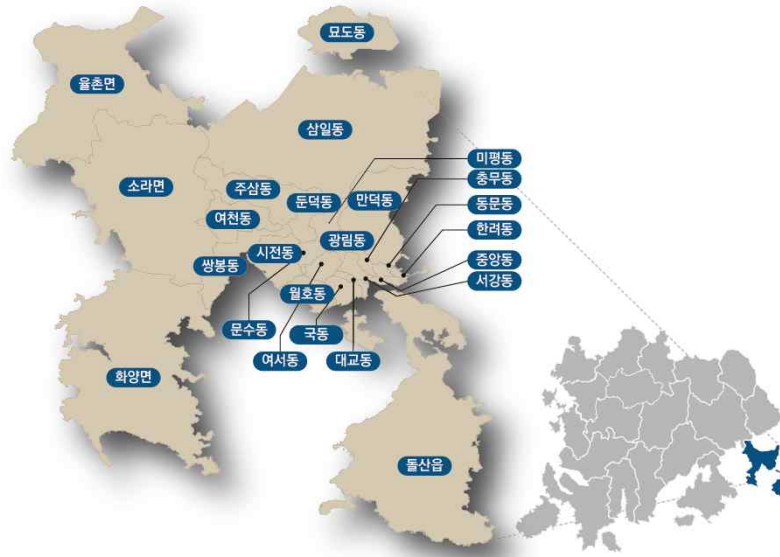 묘도동
율촌면
삼일동
미평동
충무동
소라면
주삼동
둔덕동
만덕동
동문동
여천동
한려동
광림동
시전동
쌍봉동
중앙동
월호동
서강동
문수동
국동
여서동
대교동
화양면
돌산읍